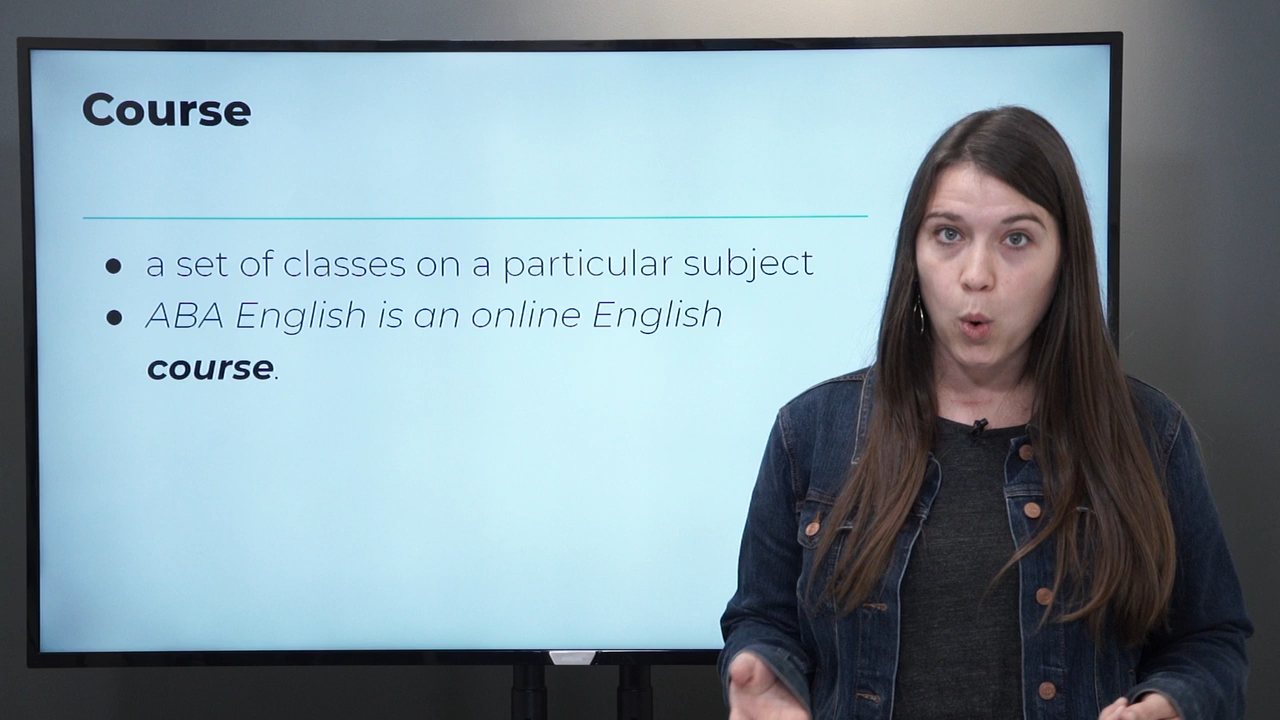 Course
● a set of classes on a particular subject
● ABA English is an online English
course.